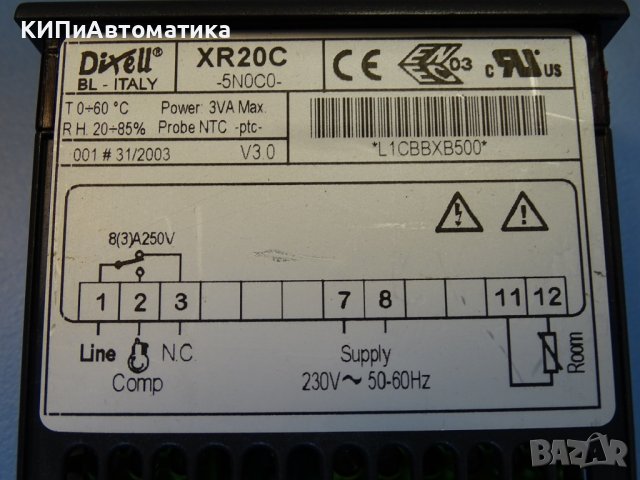 КИПиАвтоматика
Dixell®
BL - ITALY
XR20C
-5N0C0-
CE
03
c UR US
T 0÷60 °C Power: 3VA Max.
R.H. 20÷85% Probe NTC -ptc-
001 # 31/2003 V3.0
*L1CBBXB500*
8(3)A250V
1 2 3 7 8 11 12
Line N.C.
Comp
Supply
230V~ 50-60Hz
Room
BAZAR